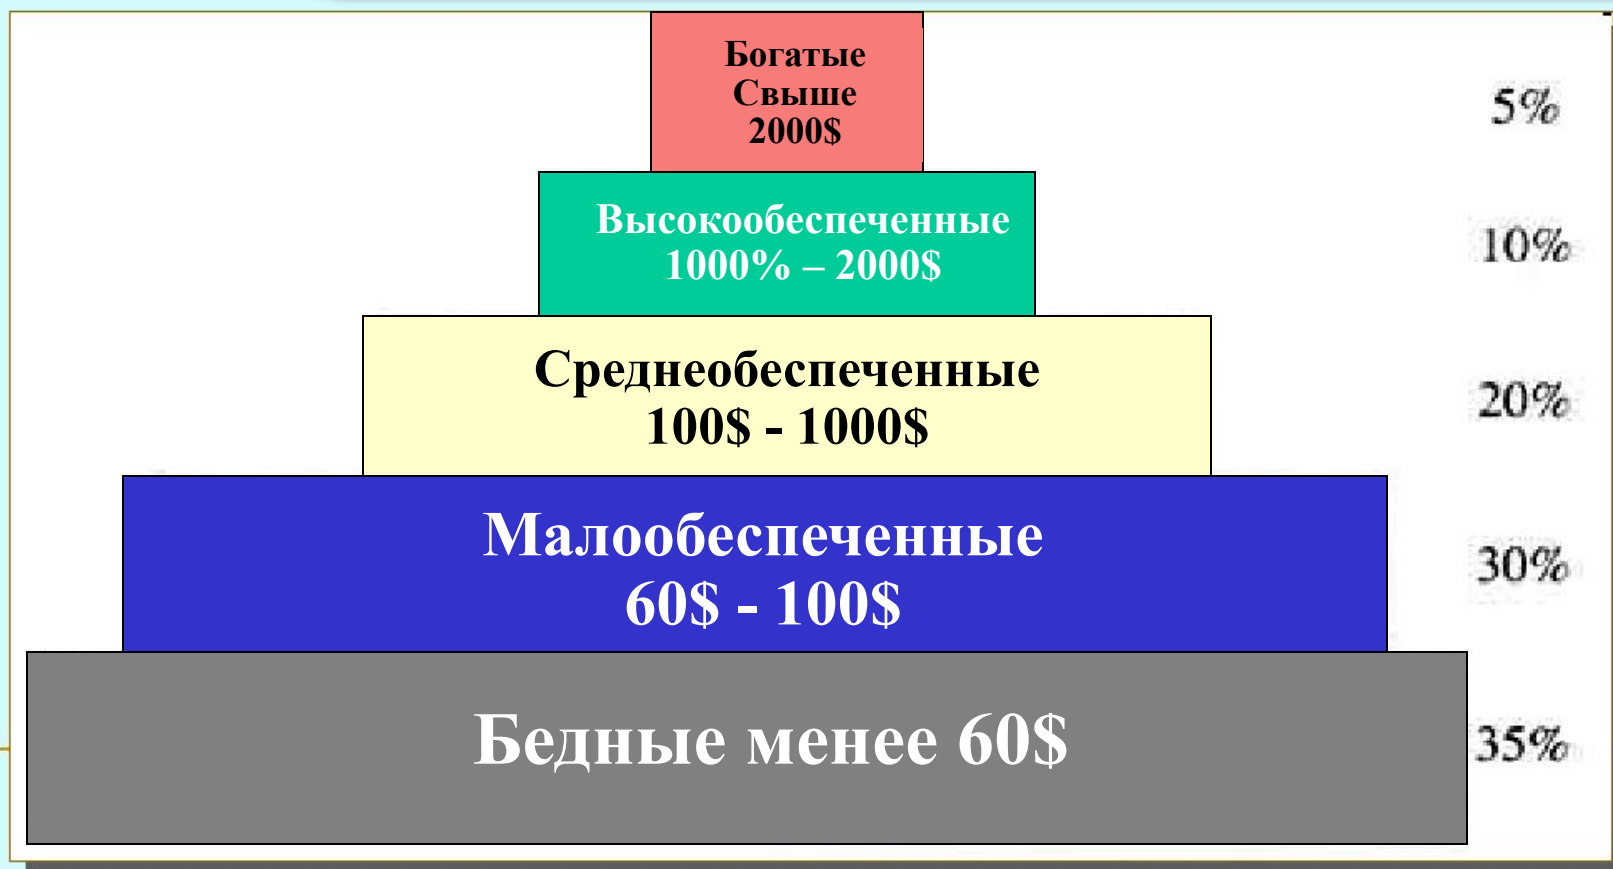 Богатые
Свыше
2000$
5%
Высокообеспеченные
1000% – 2000$
10%
Среднеобеспеченные
100$ - 1000$
20%
Малообеспеченные
60$ - 100$
30%
Бедные менее 60$
35%